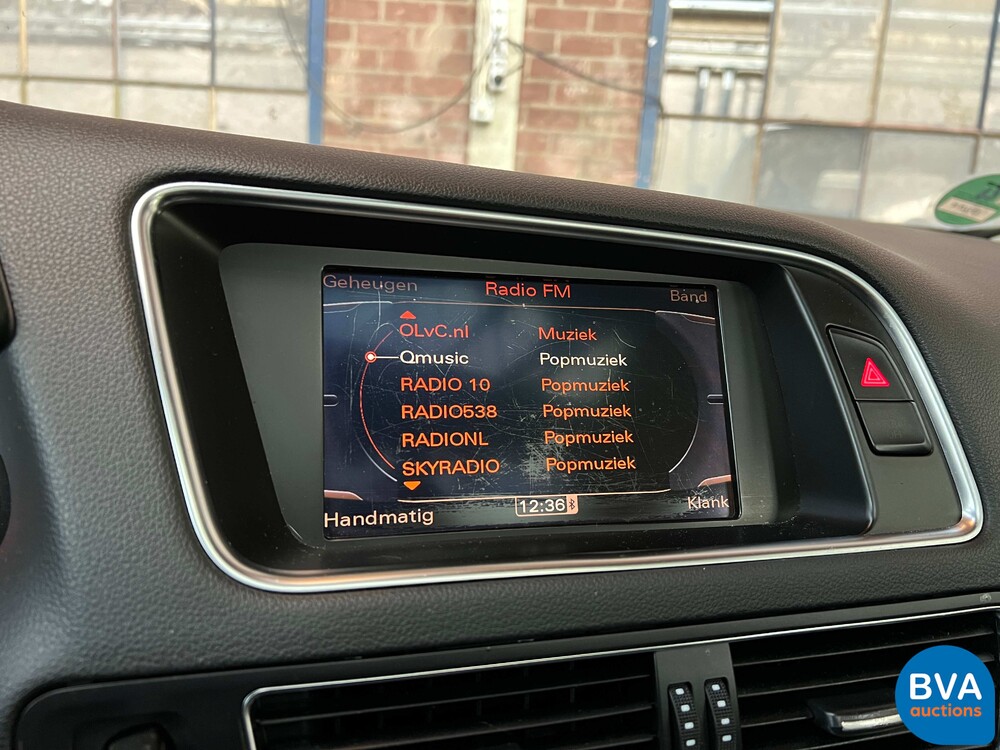 Geheugen Radio FM Band
OLvC.nl Muziek
Qmusic Popmuziek
RADIO 10 Popmuziek
RADIO538 Popmuziek
RADIONL Popmuziek
SKYRADIO Popmuziek
Handmatig 12:36 Klank
BVA
auctions